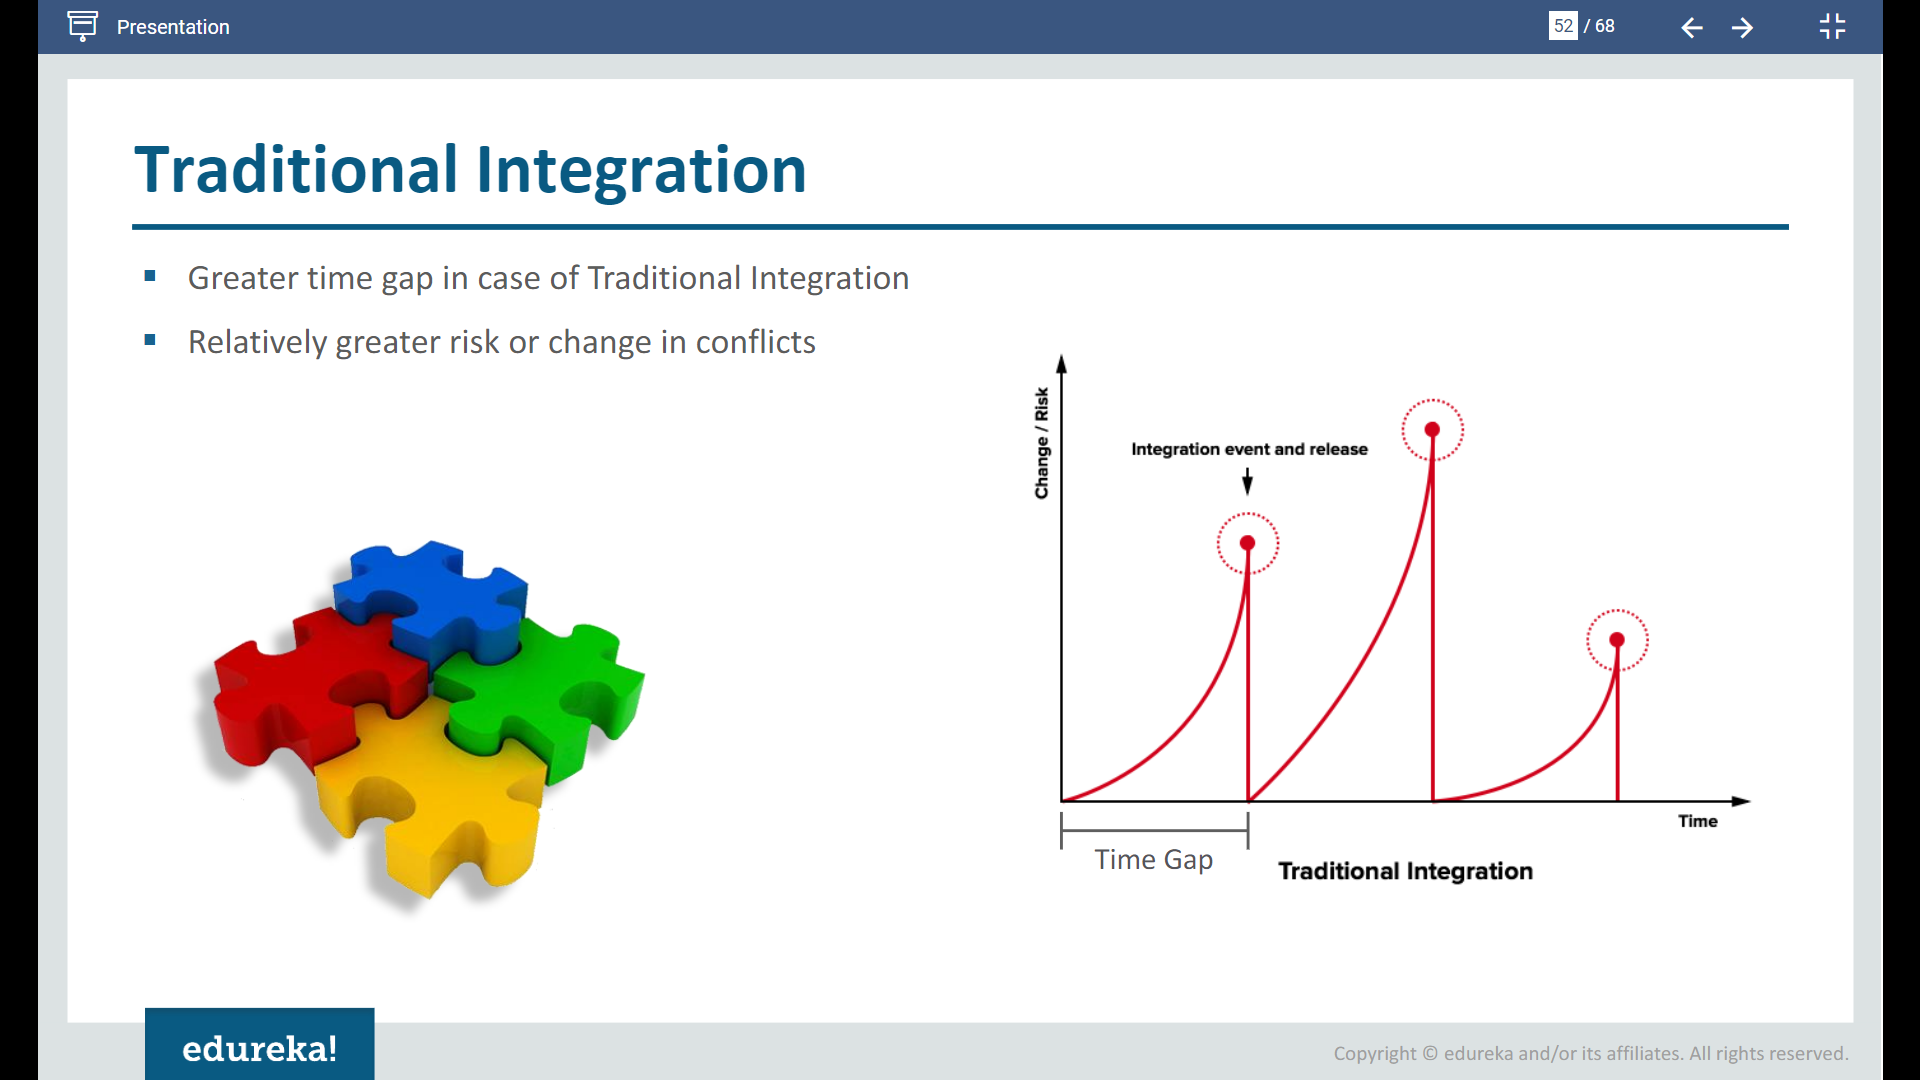 Presentation
52 / 68
Traditional Integration
▪ Greater time gap in case of Traditional Integration
▪ Relatively greater risk or change in conflicts
Change / Risk
Integration event and release
Time
Time Gap
Traditional Integration
edureka!
Copyright © edureka and/or its affiliates. All rights reserved.